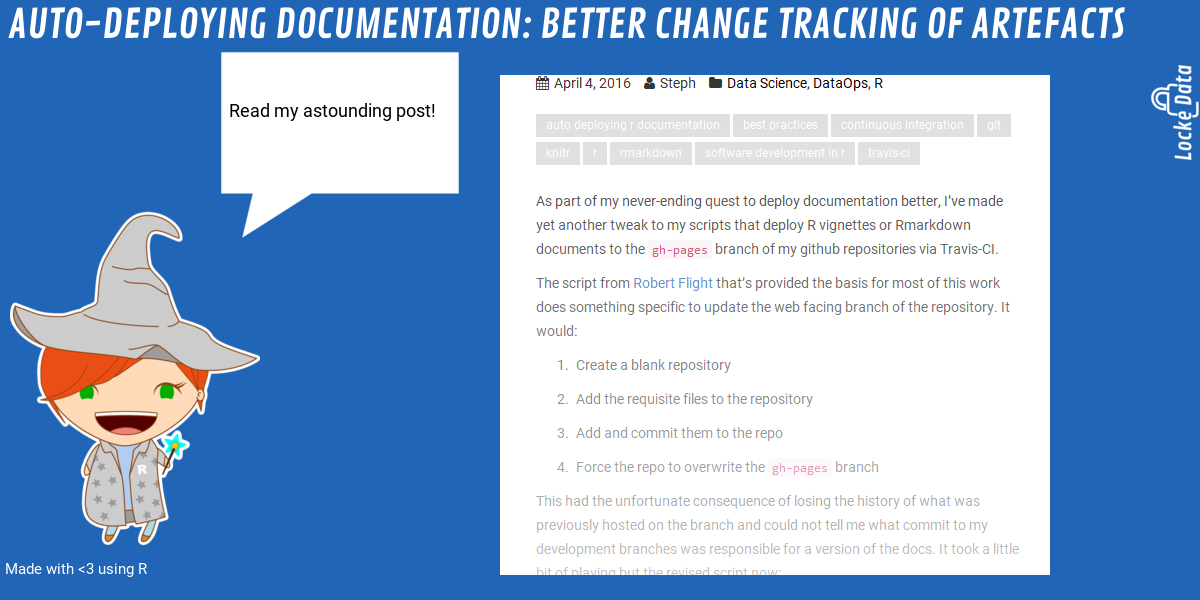 AUTO-DEPLOYING DOCUMENTATION: BETTER CHANGE TRACKING OF ARTEFACTS
Read my astounding post!
April 4, 2016 Steph Data Science, DataOps, R
auto deploying r documentation best practices continuous integration git
knitr r rmarkdown software development in r travis-ci
As part of my never-ending quest to deploy documentation better, I’ve made
yet another tweak to my scripts that deploy R vignettes or Rmarkdown
documents to the gh-pages branch of my github repositories via Travis-CI.
The script from Robert Flight that’s provided the basis for most of this work
does something specific to update the web facing branch of the repository. It
would:
1. Create a blank repository
2. Add the requisite files to the repository
3. Add and commit them to the repo
4. Force the repo to overwrite the gh-pages branch
This had the unfortunate consequence of losing the history of what was
previously hosted on the branch and could not tell me what commit to my
development branches was responsible for a version of the docs. It took a little
bit of playing but the revised script now:
Locke Data
R
Made with <3 using R